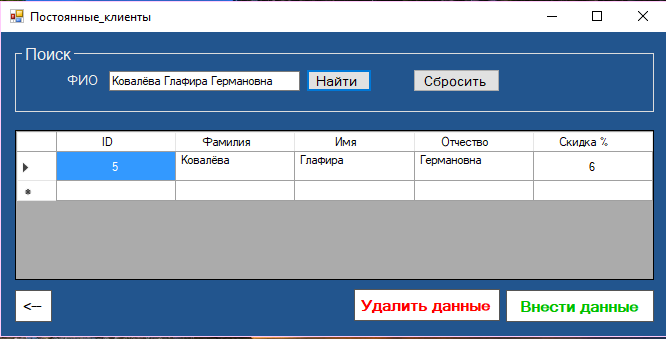 Постоянные_клиенты
Поиск
ФИО Ковалёва Глафира Германовна Найти Сбросить
ID Фамилия Имя Отчество Скидка %
5 Ковалёва Глафира Германовна 6
<-- Удалить данные Внести данные